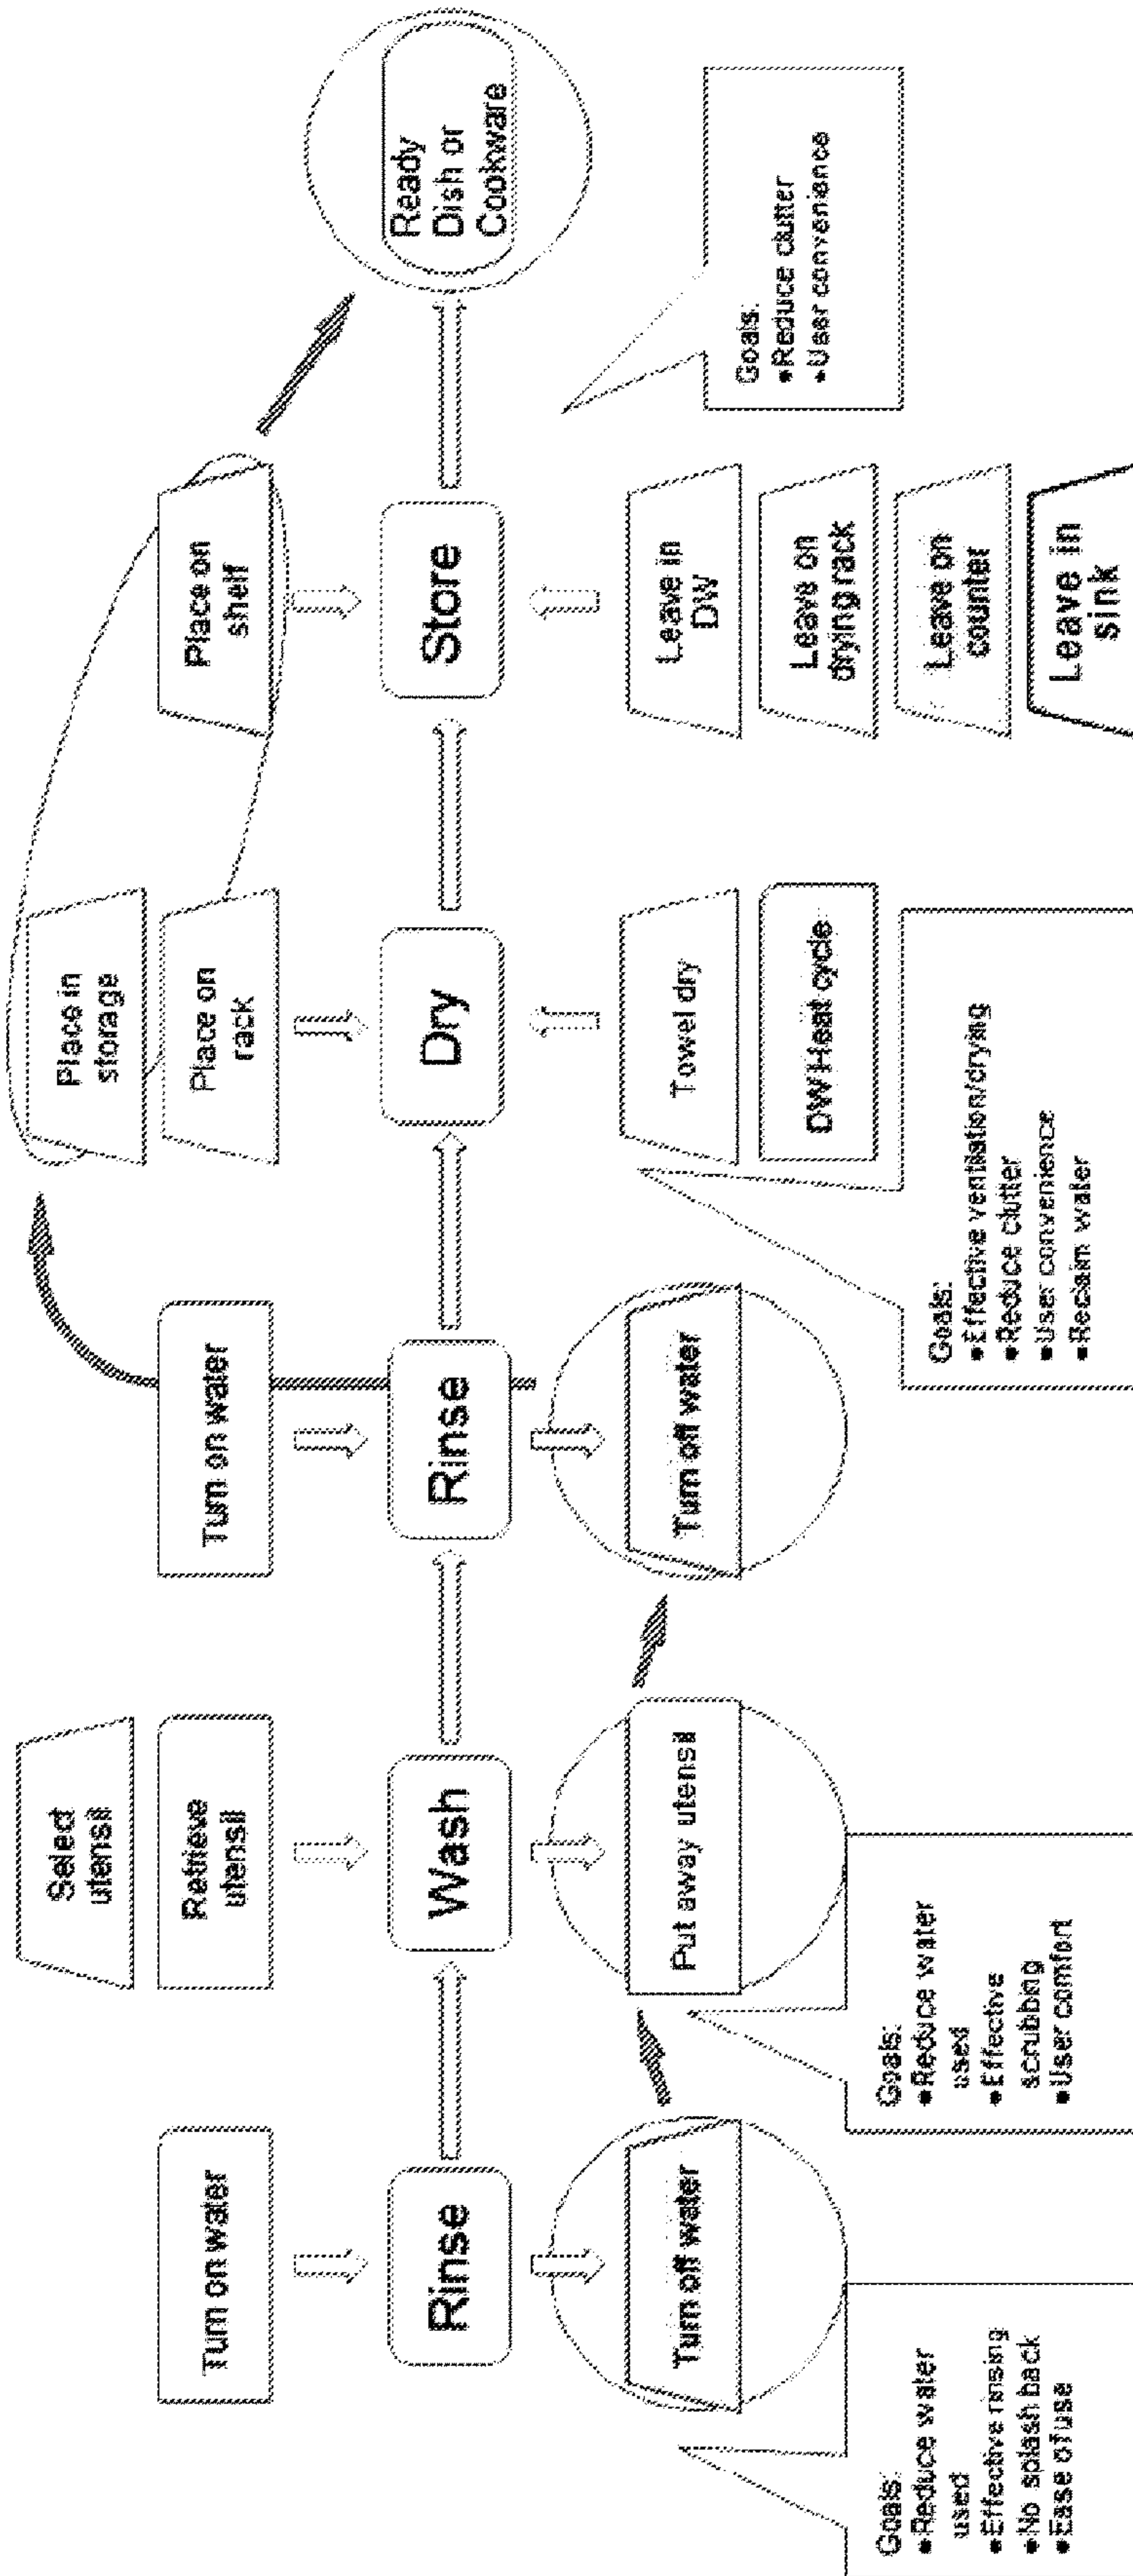 Turn on water
Rinse
Turn off water
Goals:
•Reduce water
used
•Effective rinsing
•No splash back
•Ease of use
Select
utensil
Retrieve
utensil
Wash
Put away utensil
Goals:
•Reduce water
used
•Effective
scrubbing
•User comfort
Turn on water
Rinse
Turn off water
Place in
storage
Place on
rack
Dry
Towel dry
DW Heat cycle
Goals:
•Effective ventilation/drying
•Reduce clutter
•User convenience
•Reclaim water
Place on
shelf
Store
Leave in
DW
Leave on
drying rack
Leave on
counter
Leave in
sink
Goals:
•Reduce clutter
•User convenience
Ready
Dish or
Cookware